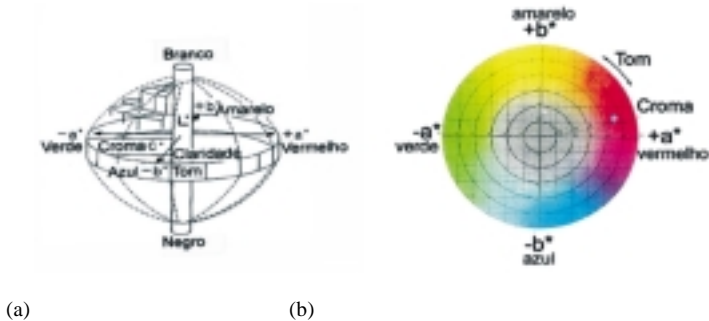 Branco
+b Amarelo
L*
-a*
Verde
Croma C*
+a*
Vermelho
Claridade
Azul -b*
Tom
Negro
(a)
amarelo
+b*
Tom
Croma
-a*
verde
+a*
vermelho
-b*
azul
(b)